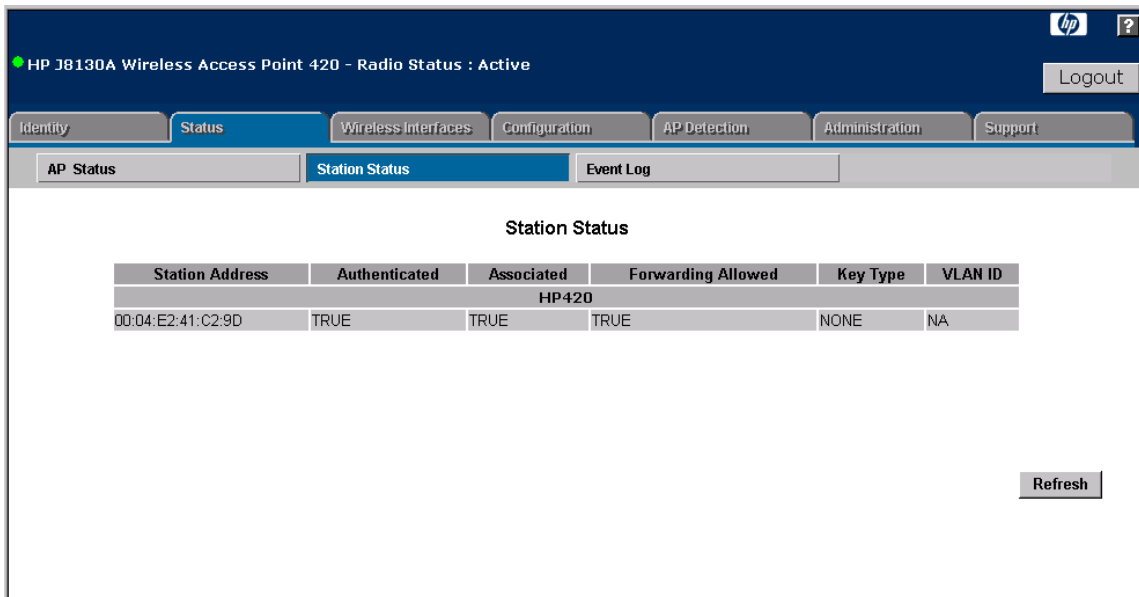 hp ?
HP J8130A Wireless Access Point 420 - Radio Status : Active
Logout
Identity Status Wireless Interfaces Configuration AP Detection Administration Support
AP Status Station Status Event Log
Station Status
Station Address Authenticated Associated Forwarding Allowed Key Type VLAN ID
HP420
00:04:E2:41:C2:9D TRUE TRUE TRUE NONE NA
Refresh